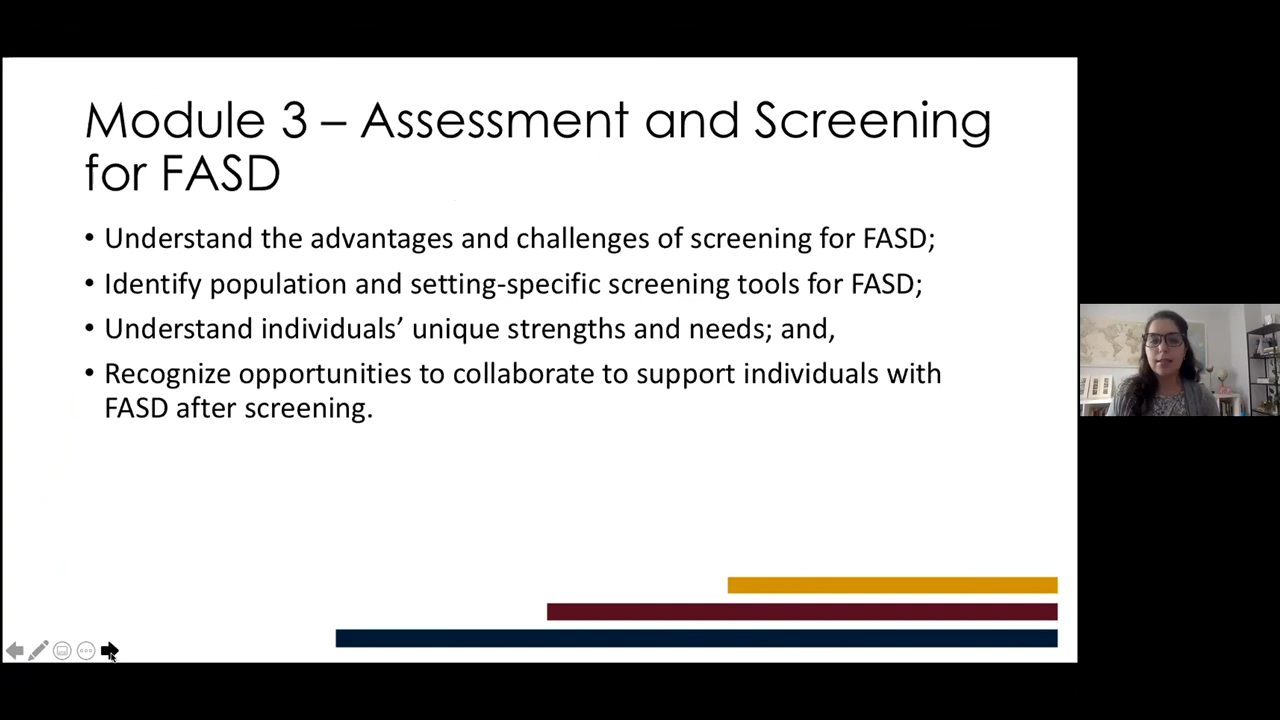 Module 3 – Assessment and Screening
for FASD
• Understand the advantages and challenges of screening for FASD;
• Identify population and setting-specific screening tools for FASD;
• Understand individuals’ unique strengths and needs; and,
• Recognize opportunities to collaborate to support individuals with
FASD after screening.